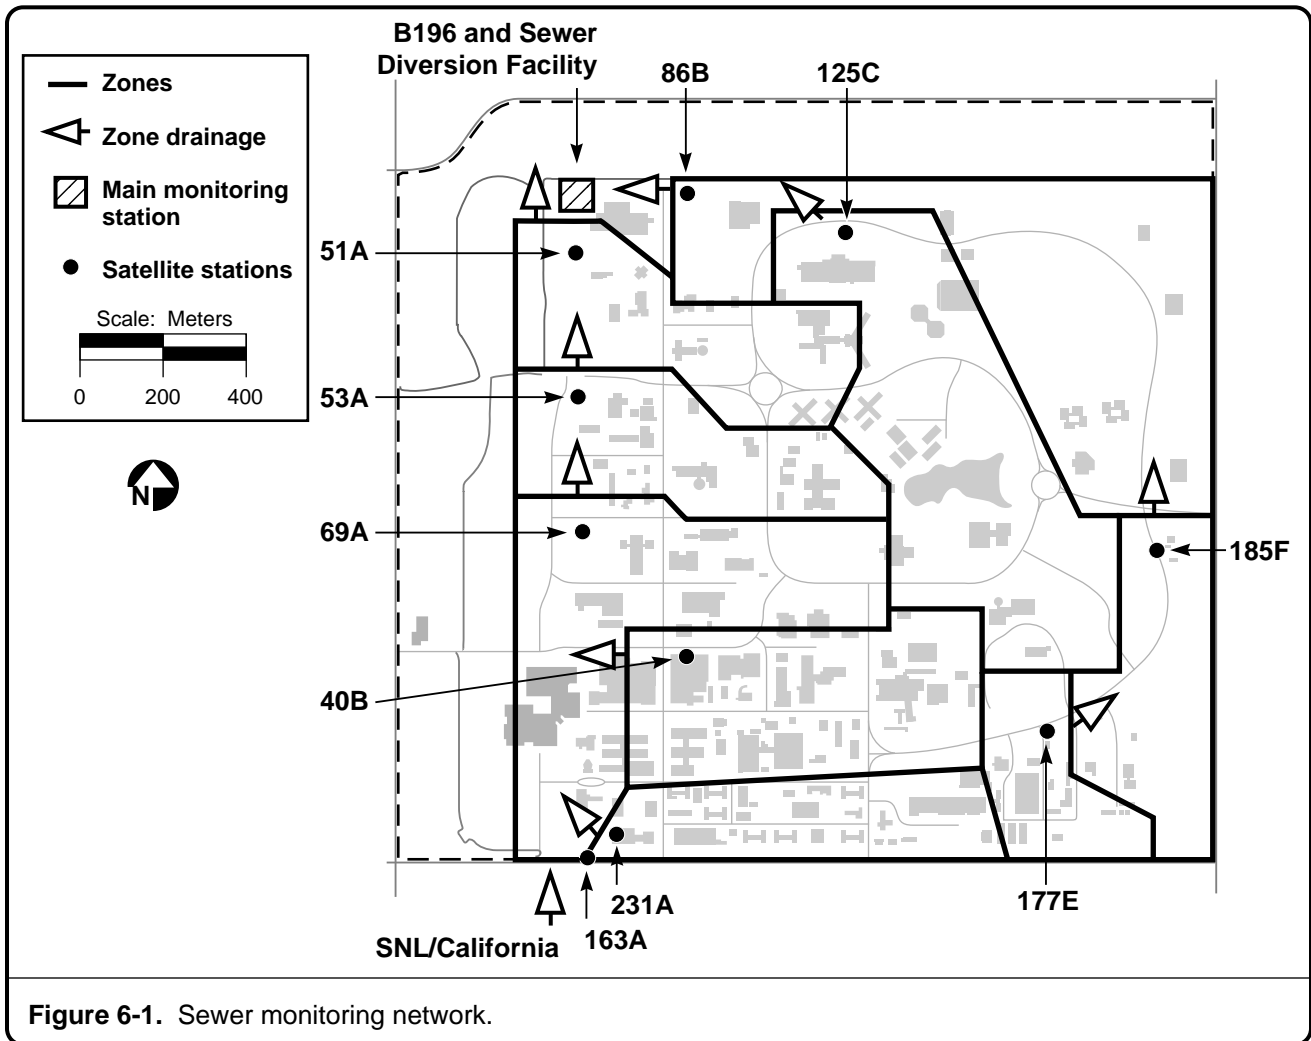 B196 and Sewer
Diversion Facility
86B
125C
Zones
Zone drainage
Main monitoring
station
Satellite stations
Scale: Meters
0 200 400
N
51A
53A
69A
40B
185F
177E
231A
163A
SNL/California
Figure 6-1. Sewer monitoring network.